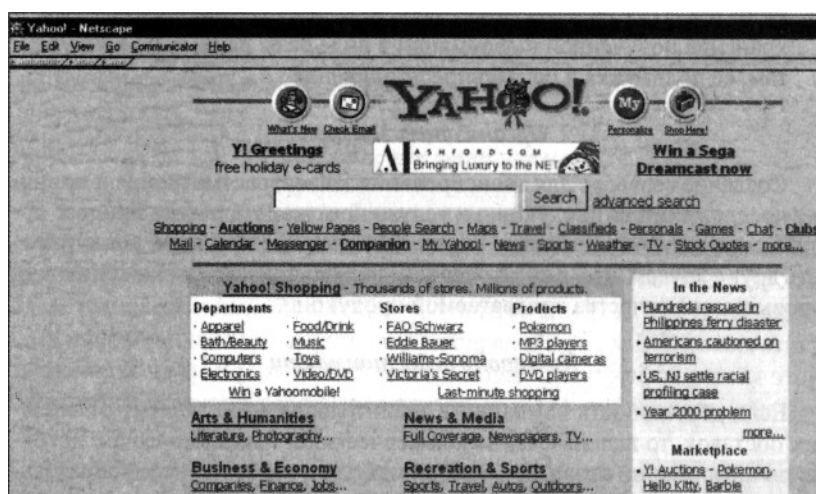 Yahoo! - Netscape
File Edit View Go Communicator Help
YAHOO!
What's New Check Email
My
Personalize Shop Here!
Y! Greetings
free holiday e-cards
A ASHFORD.COM
Bringing Luxury to the NET
Win a Sega
Dreamcast now
Search advanced search
Shopping - Auctions - Yellow Pages - People Search - Maps - Travel - Classifieds - Personals - Games - Chat - Clubs
Mail - Calendar - Messenger - Companion - My Yahoo! - News - Sports - Weather - TV - Stock Quotes - more...
Yahoo! Shopping - Thousands of stores. Millions of products.
Departments Stores Products
· Apparel · Food/Drink · FAO Schwarz · Pokemon
· Bath/Beauty · Music · Eddie Bauer · MP3 players
· Computers · Toys · Williams-Sonoma · Digital cameras
· Electronics · Video/DVD · Victoria's Secret · DVD players
Win a Yahoomobile! Last-minute shopping
In the News
· Hundreds rescued in
Philippines ferry disaster
· Americans cautioned on
terrorism
· US, NJ settle racial
profiling case
· Year 2000 problem
more...
Marketplace
· Y! Auctions - Pokemon,
Hello Kitty, Barbie
Arts & Humanities
Literature, Photography...
News & Media
Full Coverage, Newspapers, TV...
Business & Economy
Companies, Finance, Jobs...
Recreation & Sports
Sports, Travel, Autos, Outdoors...